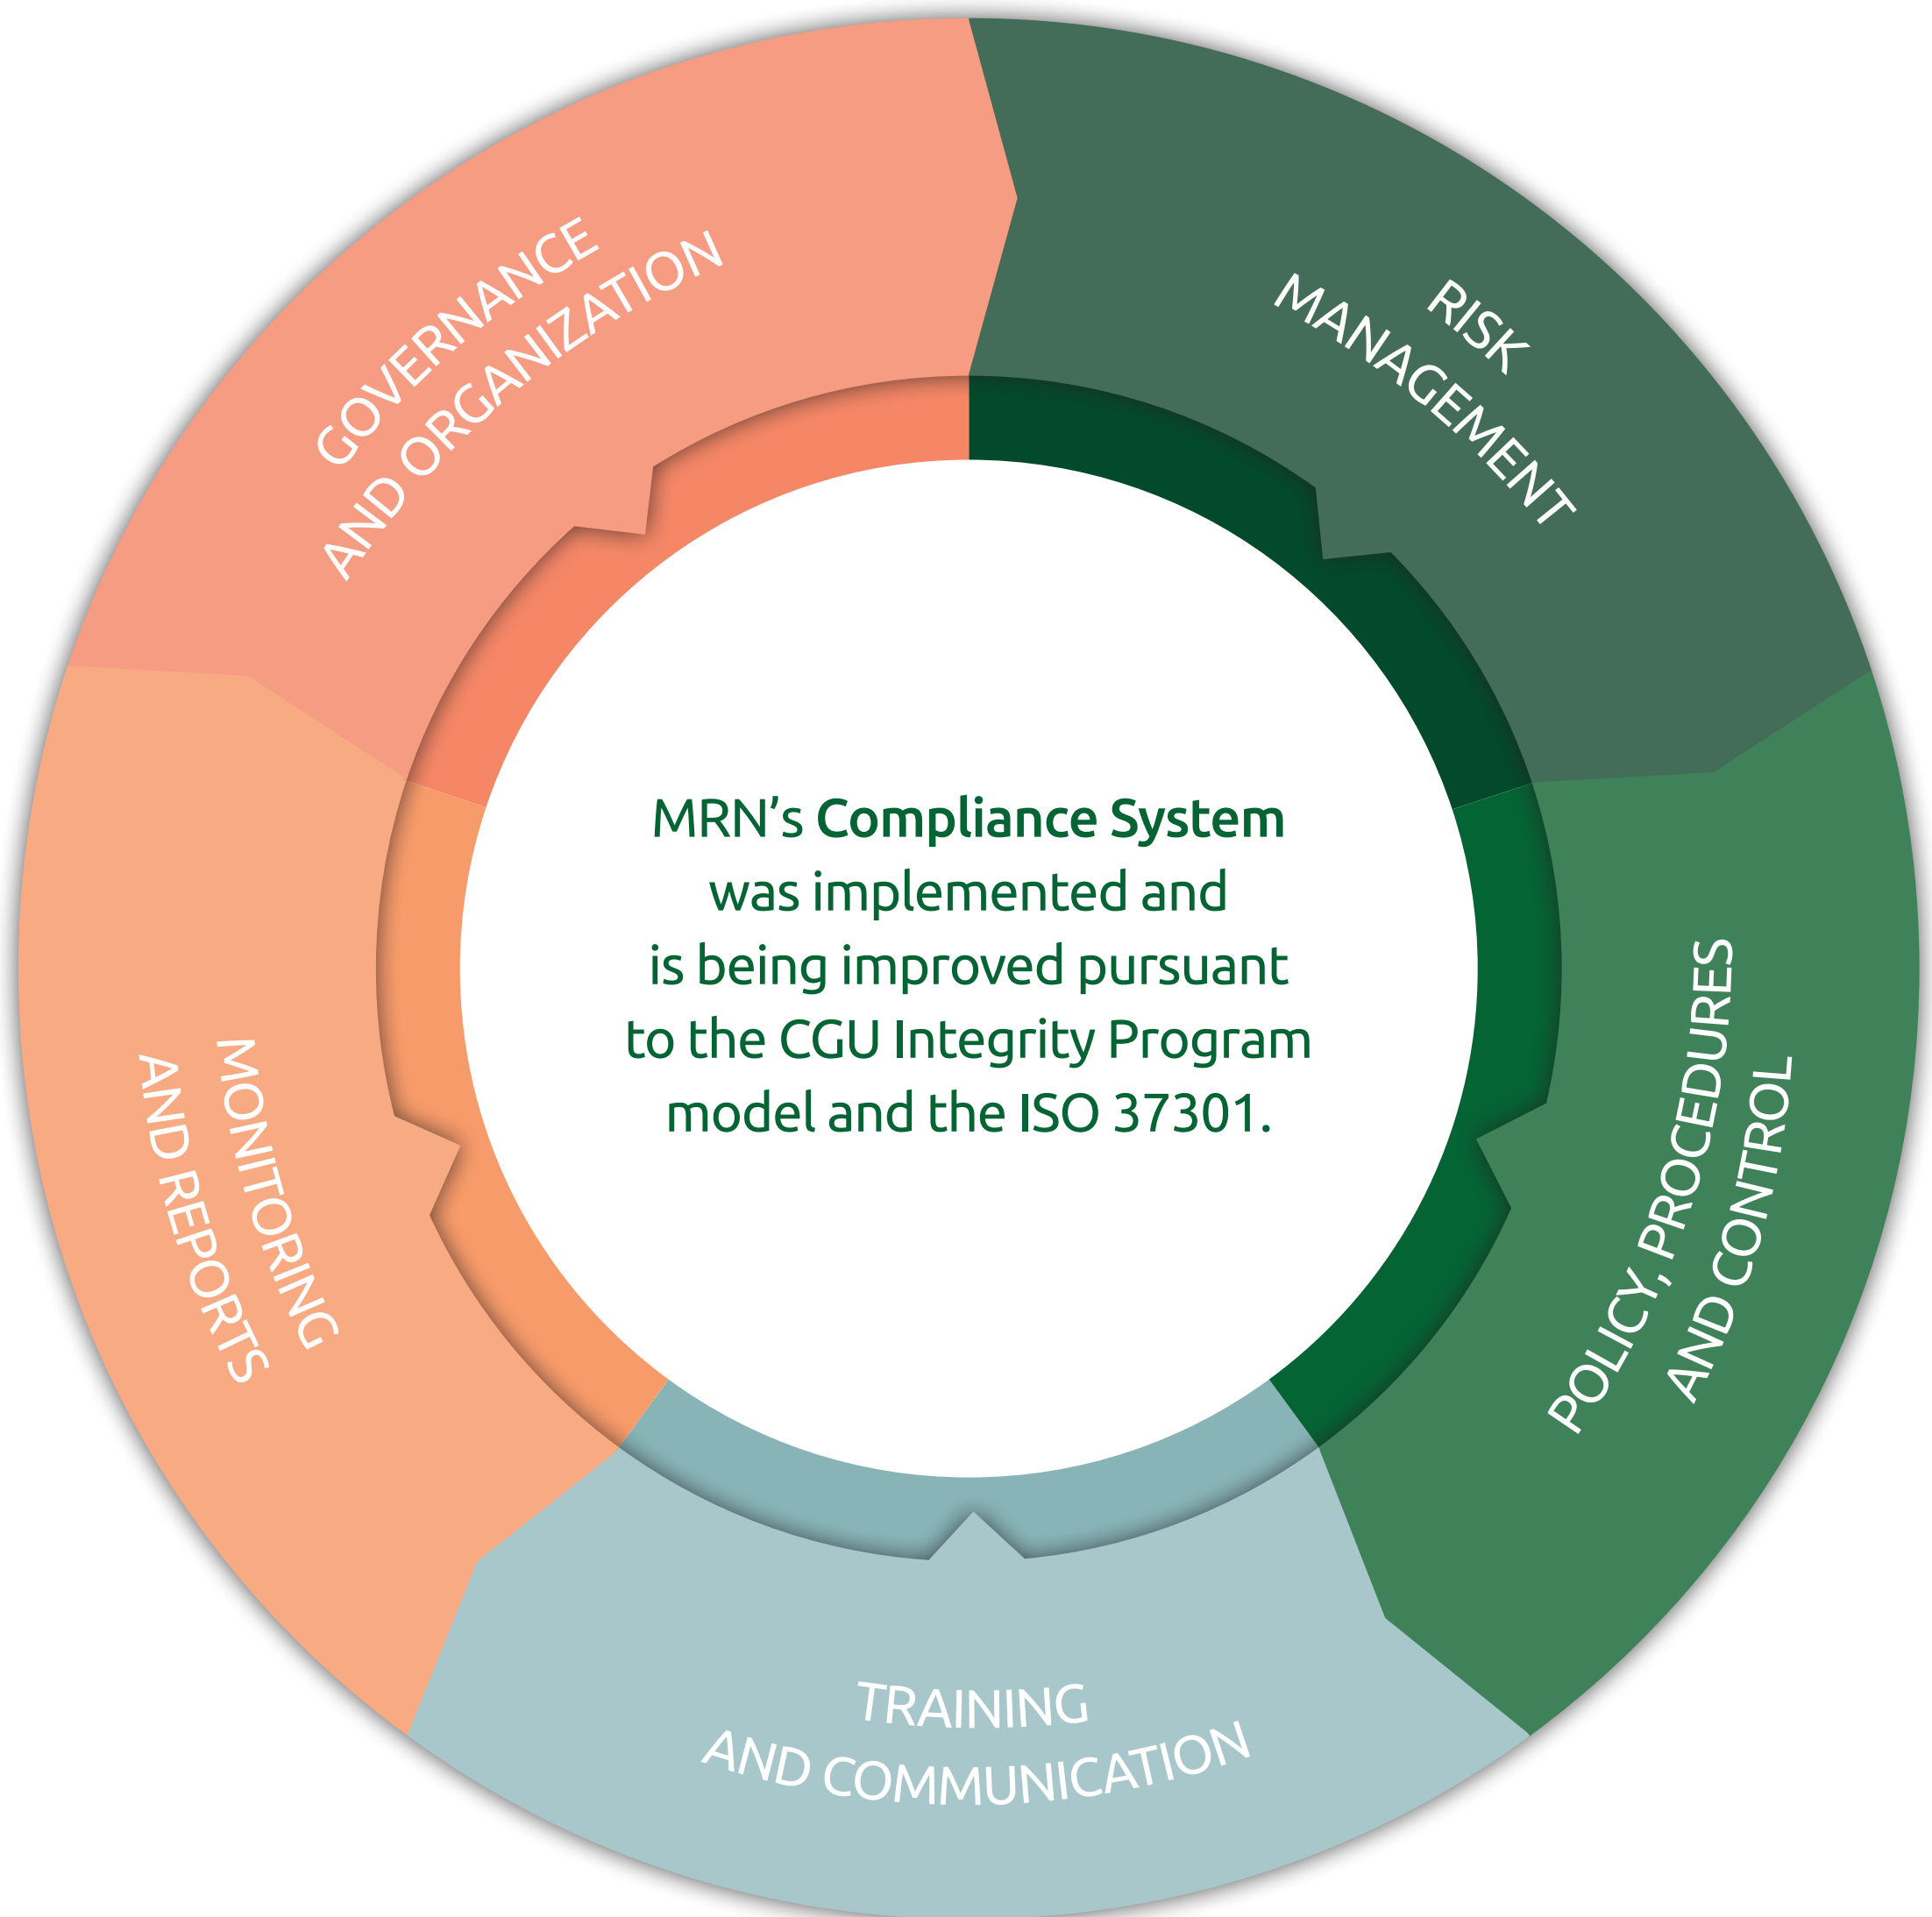 GOVERNANCE
AND ORGANIZATION
RISK
MANAGEMENT
POLICY, PROCEDURES
AND CONTROL
TRAINING
AND COMMUNICATION
MONITORING
AND REPORTS
MRN’s Compliance System
was implemented and
is being improved pursuant
to the CGU Integrity Program
model and the ISO 37301.